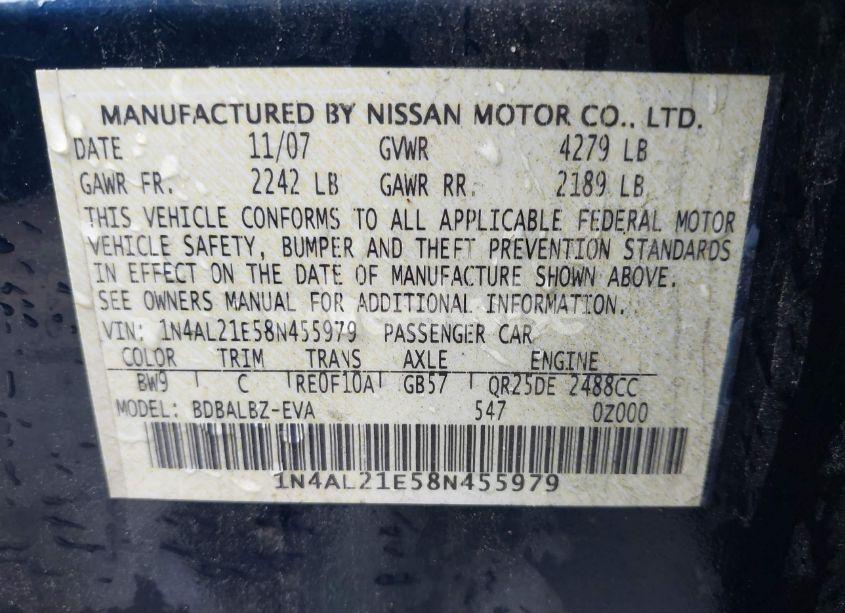 MANUFACTURED BY NISSAN MOTOR CO., LTD.
DATE 11/07 GVWR 4279 LB
GAWR FR. 2242 LB GAWR RR. 2189 LB
THIS VEHICLE CONFORMS TO ALL APPLICABLE FEDERAL MOTOR
VEHICLE SAFETY, BUMPER AND THEFT PREVENTION STANDARDS
IN EFFECT ON THE DATE OF MANUFACTURE SHOWN ABOVE.
SEE OWNERS MANUAL FOR ADDITIONAL INFORMATION.
VIN: 1N4AL21E58N455979 PASSENGER CAR
COLOR TRIM TRANS AXLE ENGINE
BW9 C RE0F10A GB57 QR25DE 2488CC
MODEL: BDBALBZ-EVA 547 0Z000
1N4AL21E58N455979